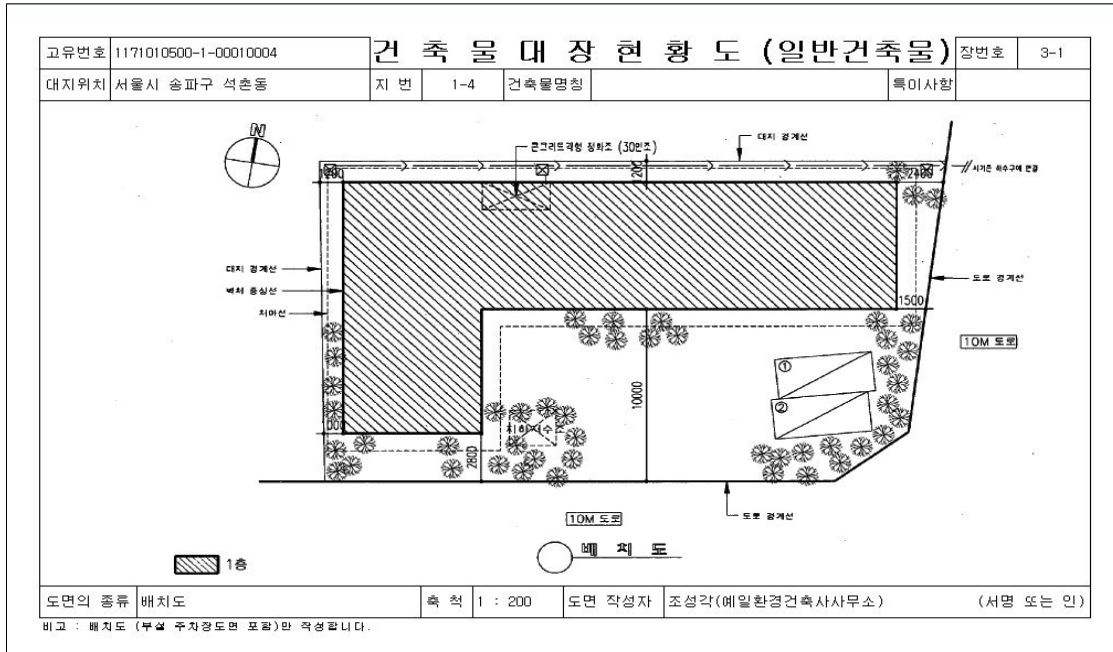 고유번호 1171010500-1-00010004 건 축 물 대 장 현 황 도 (일반건축물) 장번호 3-1
대지위치 서울시 송파구 석촌동 지 번 1-4 건축물명칭 특이사항
N
콘크리트각형 정화조 (30인조)
대지 경계선
1200
2400
시기존 하수구에 연결
대지 경계선
벽체 중심선
처마선
도로 경계선
1500
10M 도로
①
②
10000
지하저수
2800
도로 경계선
10M 도로
배 치 도
1층
도면의 종류 배치도 축 척 1 : 200 도면 작성자 조성각(예일환경건축사사무소) (서명 또는 인)
비고 : 배치도 (부설 주차장도면 포함)만 작성합니다.